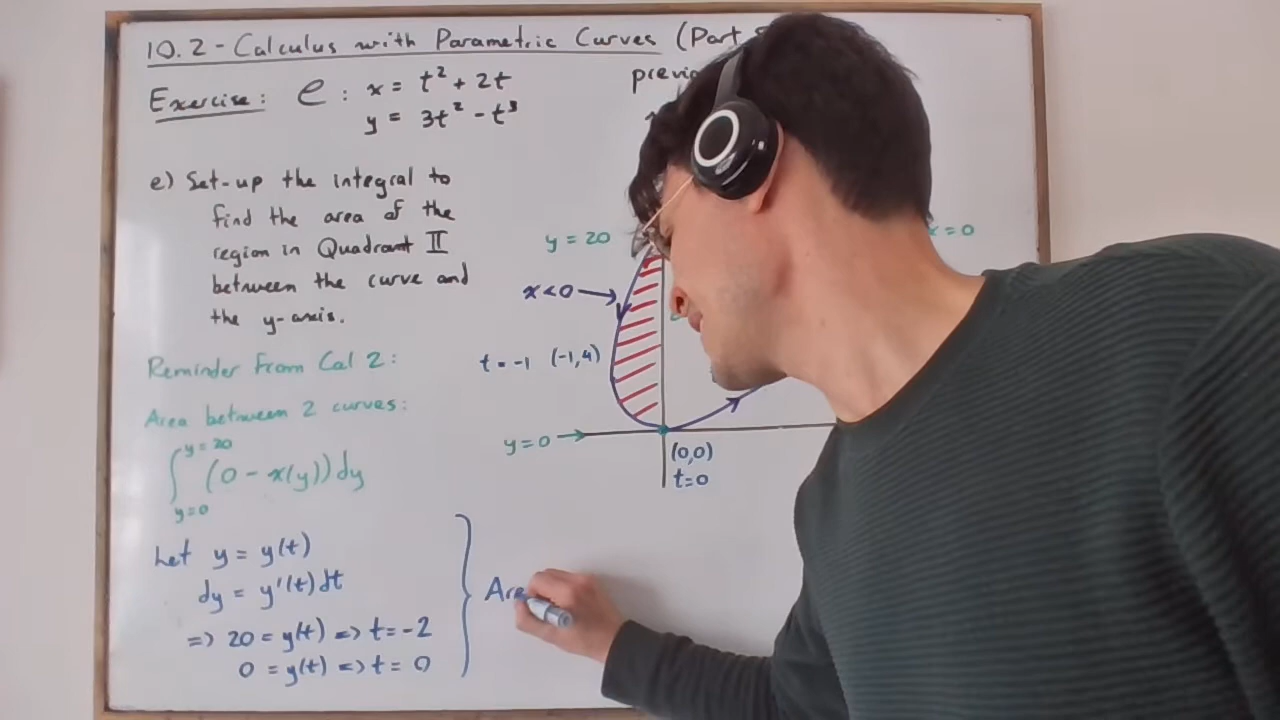 10.2 - Calculus with Parametric Curves (Part
Exercise: C : x = t² + 2t
y = 3t² - t³
e) Set-up the integral to
find the area of the
region in Quadrant II
between the curve and
the y-axis.
Reminder from Cal 2:
Area between 2 curves:
∫ y=20 y=0 (0 - x(y)) dy
Let y = y(t)
dy = y'(t) dt
=> 20 = y(t) => t = -2
0 = y(t) => t = 0
y = 20
x = 0
x < 0
t = -1 (-1,4)
y = 0
(0,0)
t = 0